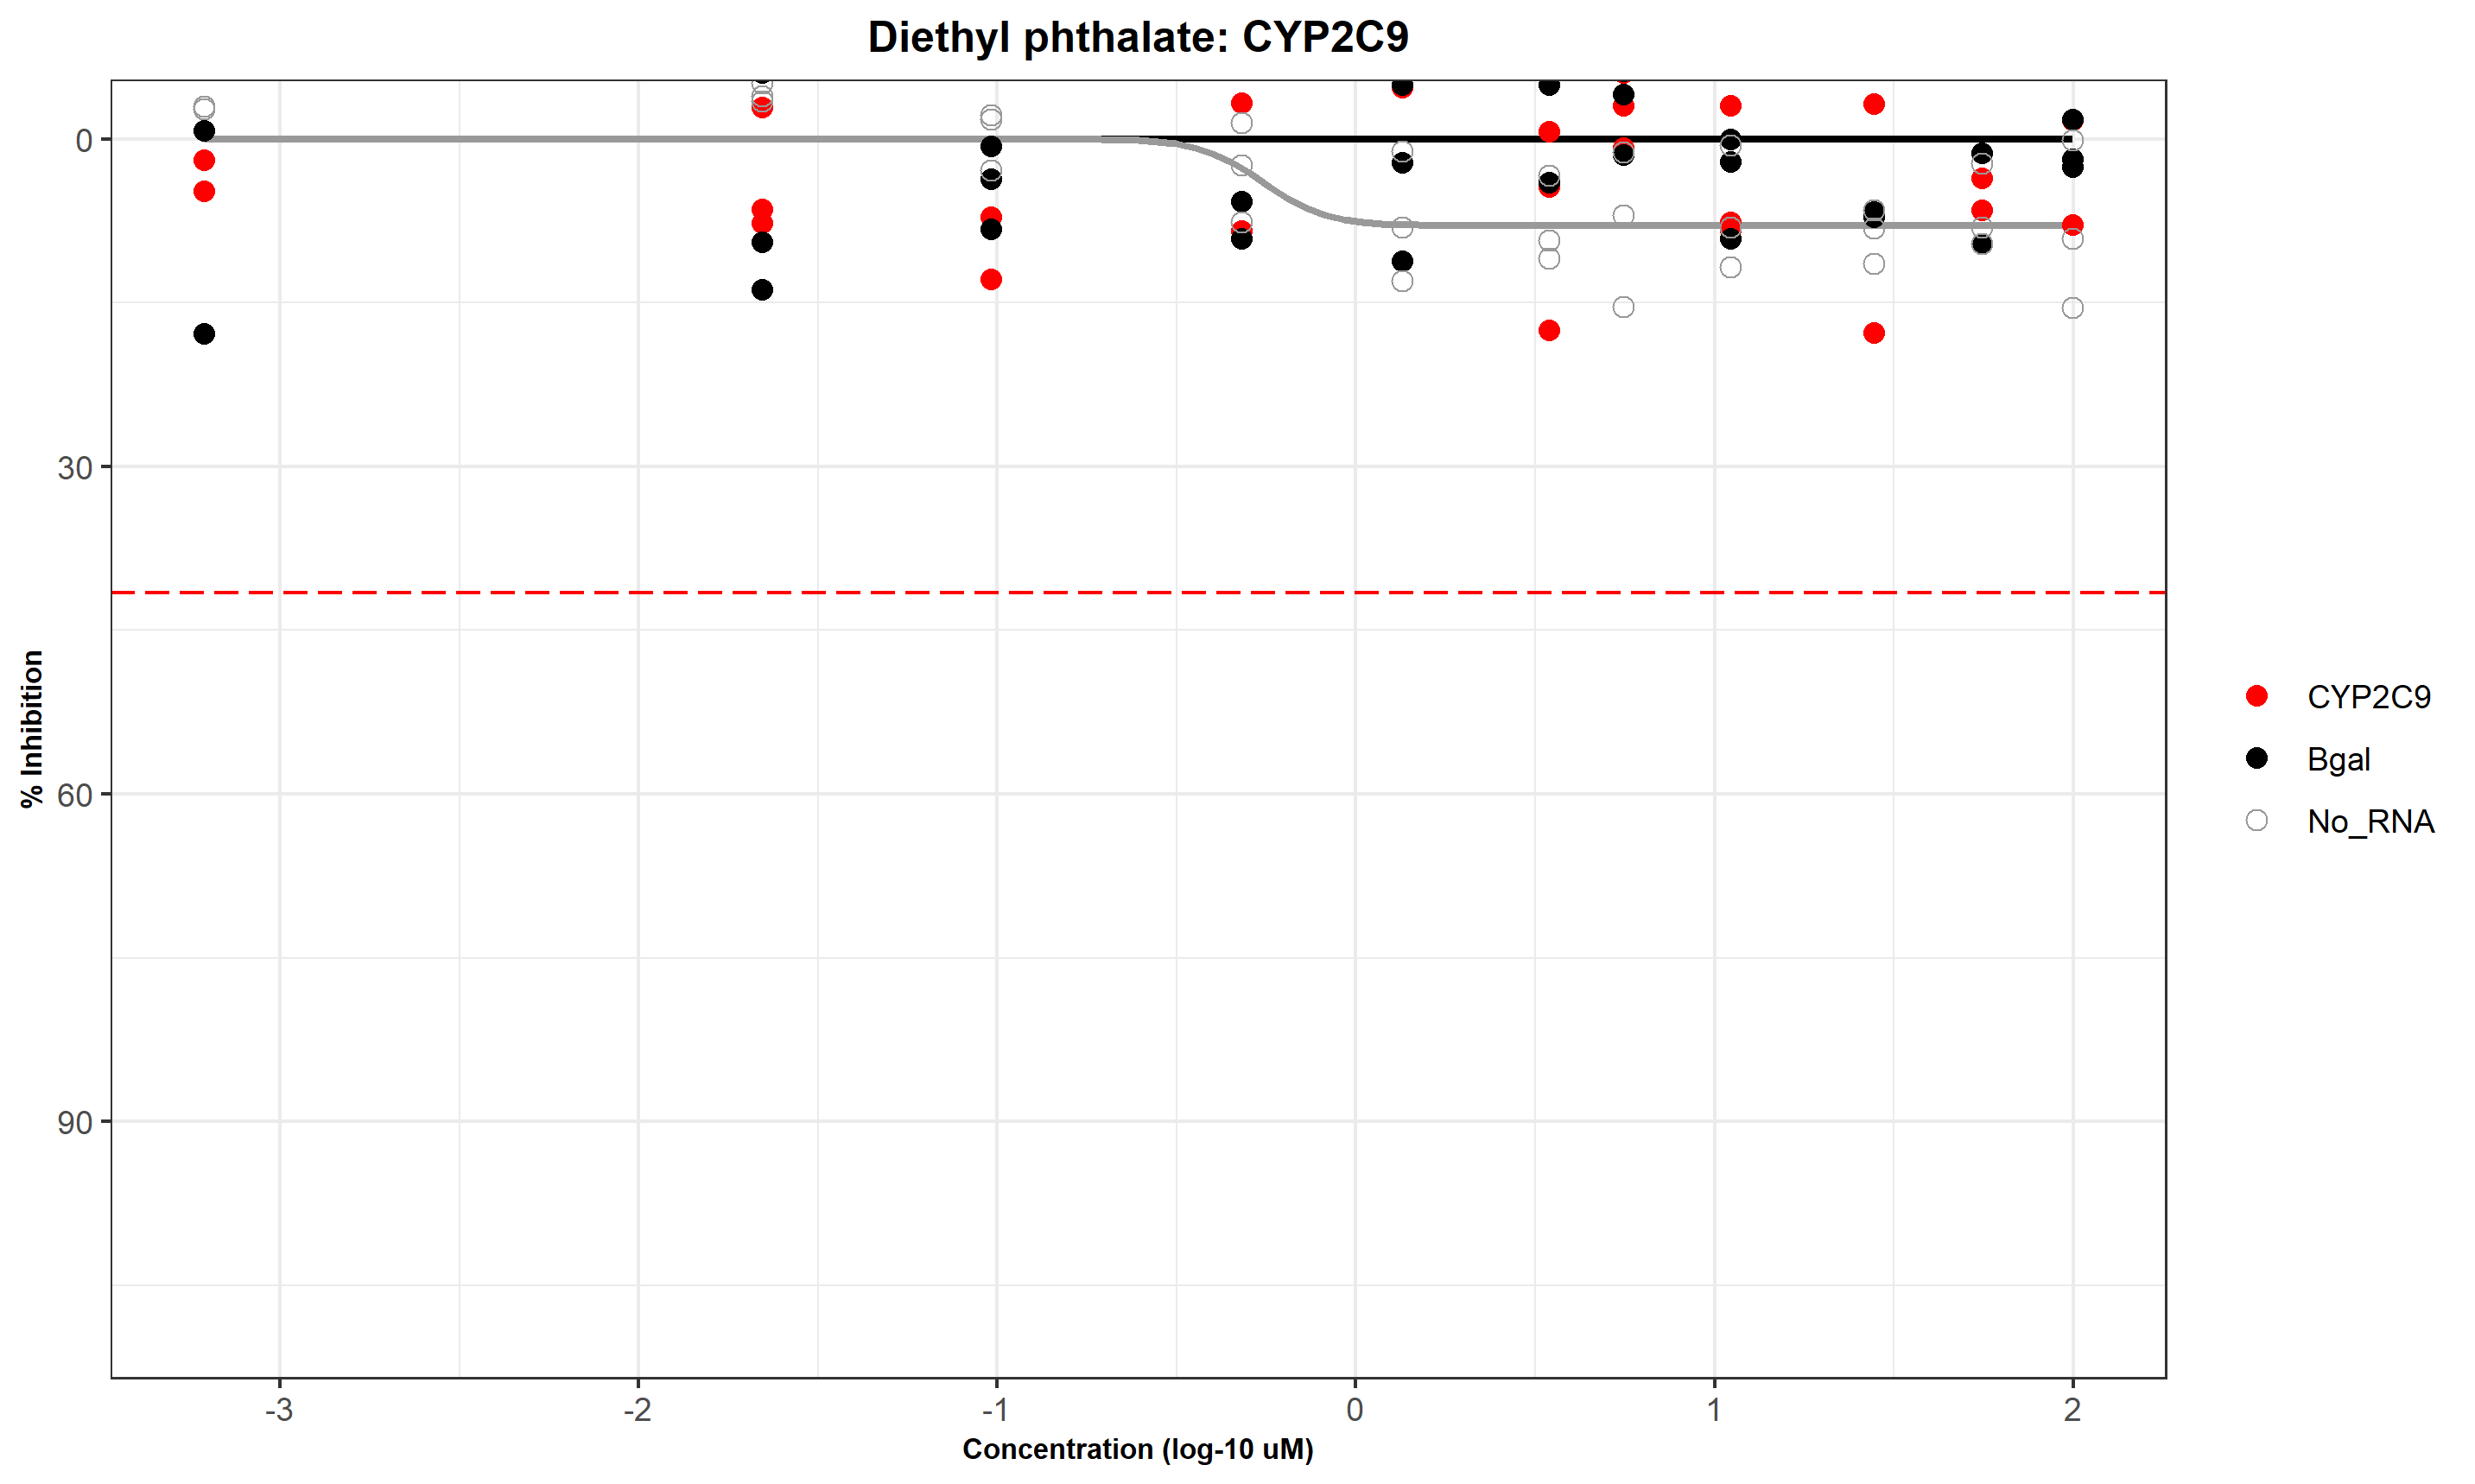 Diethyl phthalate: CYP2C9
0
30
60
90
% Inhibition
-3
-2
-1
0
1
2
Concentration (log-10 uM)
CYP2C9
Bgal
No_RNA